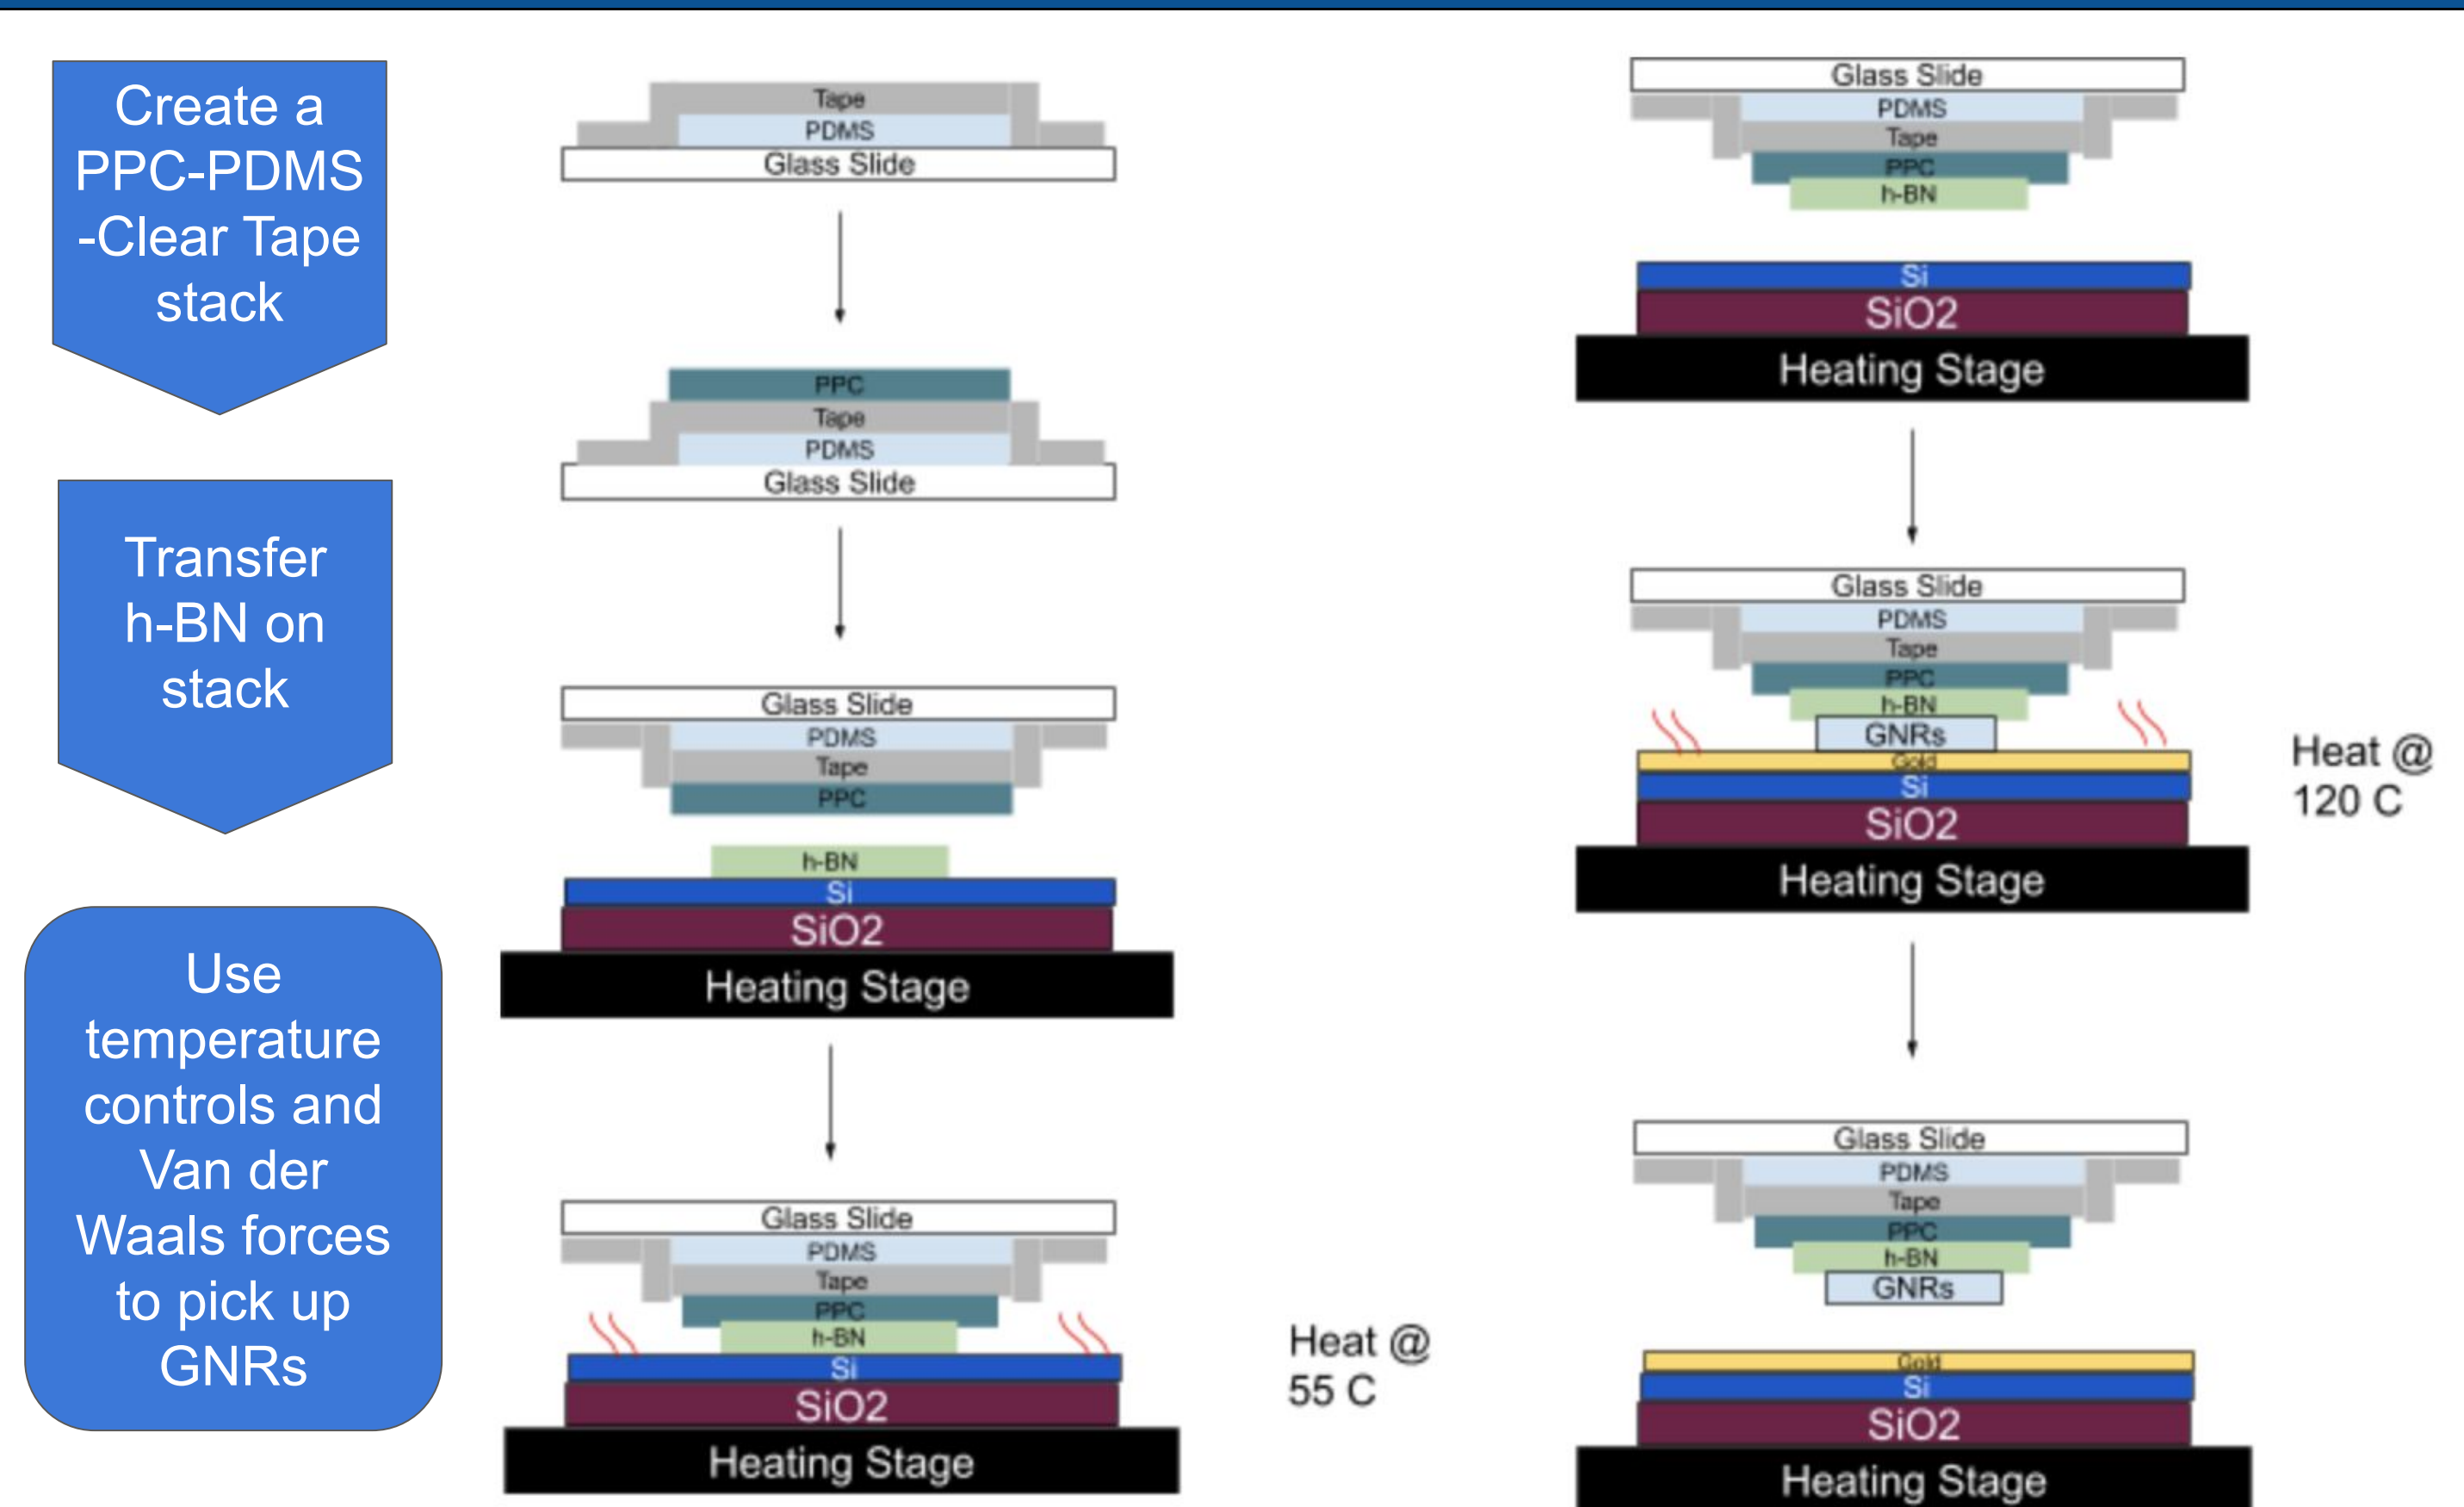 Create a
PPC-PDMS
-Clear Tape
stack
Transfer
h-BN on
stack
Use
temperature
controls and
Van der
Waals forces
to pick up
GNRs
Tape
PDMS
Glass Slide
PPC
Tape
PDMS
Glass Slide
Glass Slide
PDMS
Tape
PPC
h-BN
Si
SiO2
Heating Stage
Glass Slide
PDMS
Tape
PPC
h-BN
Si
SiO2
Heating Stage
Heat @
55 C
Glass Slide
PDMS
Tape
PPC
h-BN
Si
SiO2
Heating Stage
Glass Slide
PDMS
Tape
PPC
h-BN
GNRs
Gold
Si
SiO2
Heating Stage
Heat @
120 C
Glass Slide
PDMS
Tape
PPC
h-BN
GNRs
Gold
Si
SiO2
Heating Stage